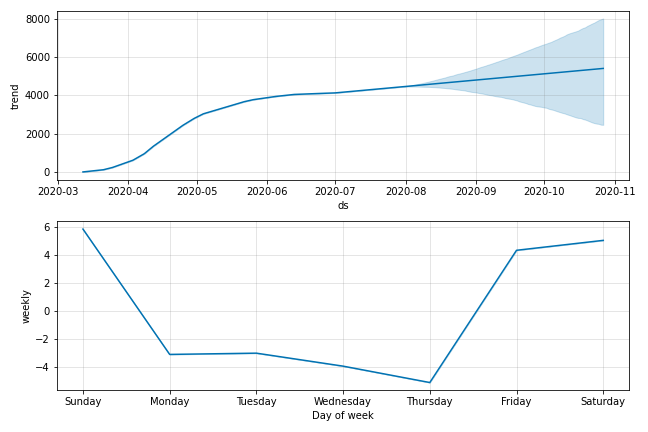 8000
6000
4000
2000
0
trend
2020-03 2020-04 2020-05 2020-06 2020-07 2020-08 2020-09 2020-10 2020-11
ds
6
4
2
0
−2
−4
weekly
Sunday Monday Tuesday Wednesday Thursday Friday Saturday
Day of week